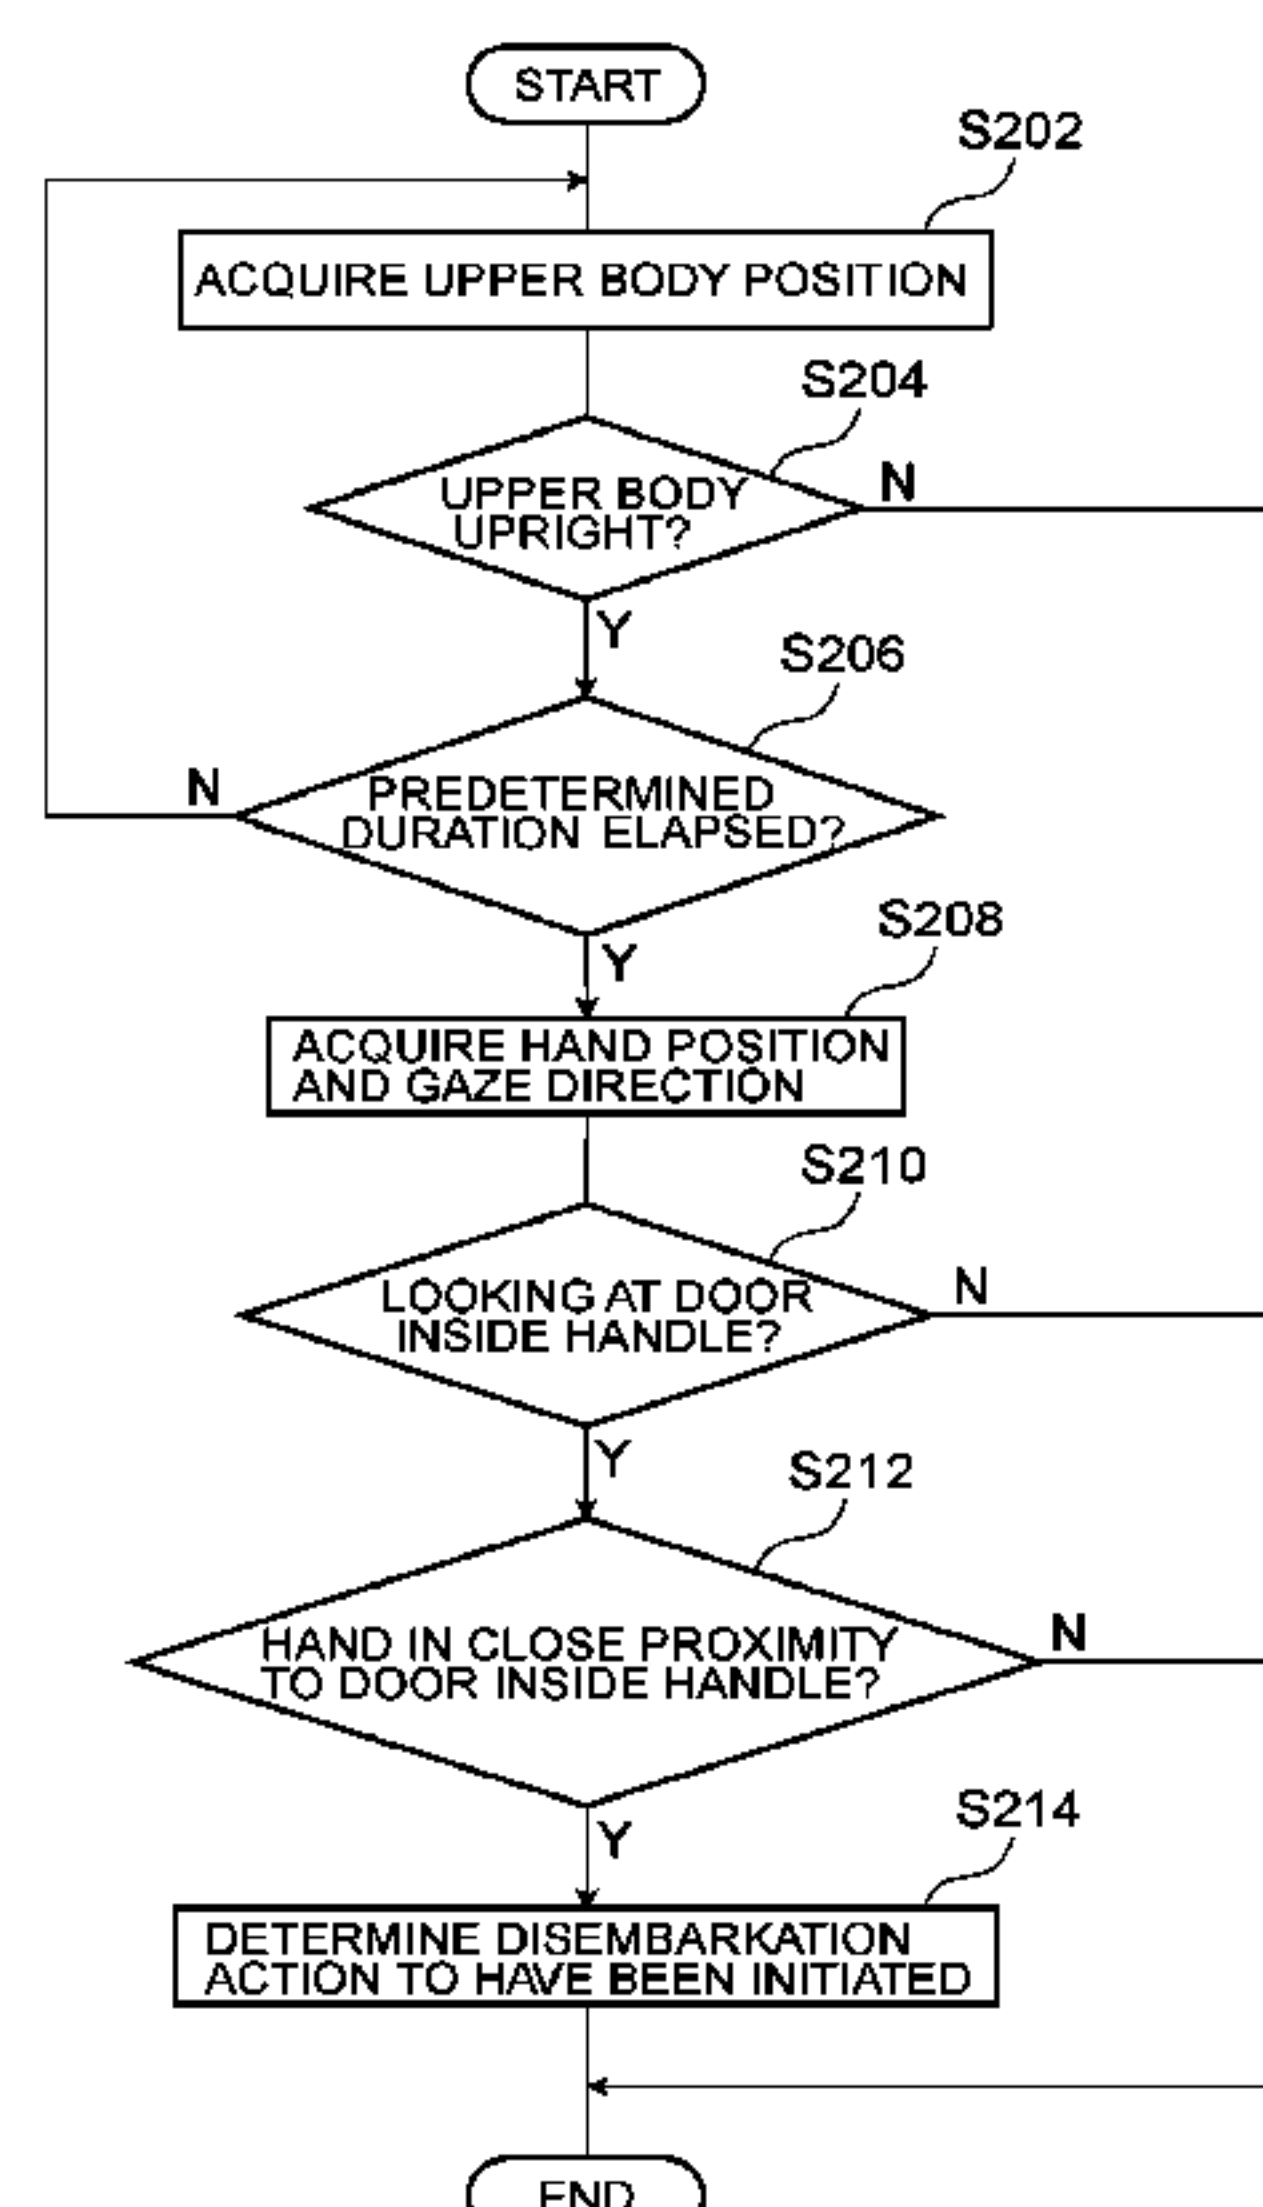 START
S202
ACQUIRE UPPER BODY POSITION
S204
N
UPPER BODY
UPRIGHT?
Y
S206
N
PREDETERMINED
DURATION ELAPSED?
S208
Y
ACQUIRE HAND POSITION
AND GAZE DIRECTION
S210
N
LOOKING AT DOOR
INSIDE HANDLE?
Y
S212
N
HAND IN CLOSE PROXIMITY
TO DOOR INSIDE HANDLE?
S214
Y
DETERMINE DISEMBARKATION
ACTION TO HAVE BEEN INITIATED
END